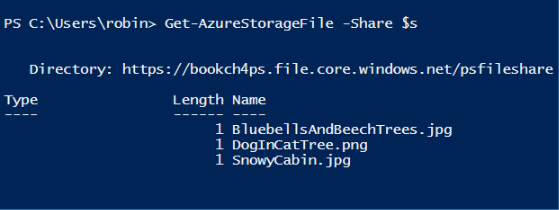 PS C:\Users\robin> Get-AzureStorageFile -Share $s
Directory: https://bookch4ps.file.core.windows.net/psfileshare
Type Length Name
---- ------ ----
1 BluebellsAndBeechTrees.jpg
1 DogInCatTree.png
1 SnowyCabin.jpg